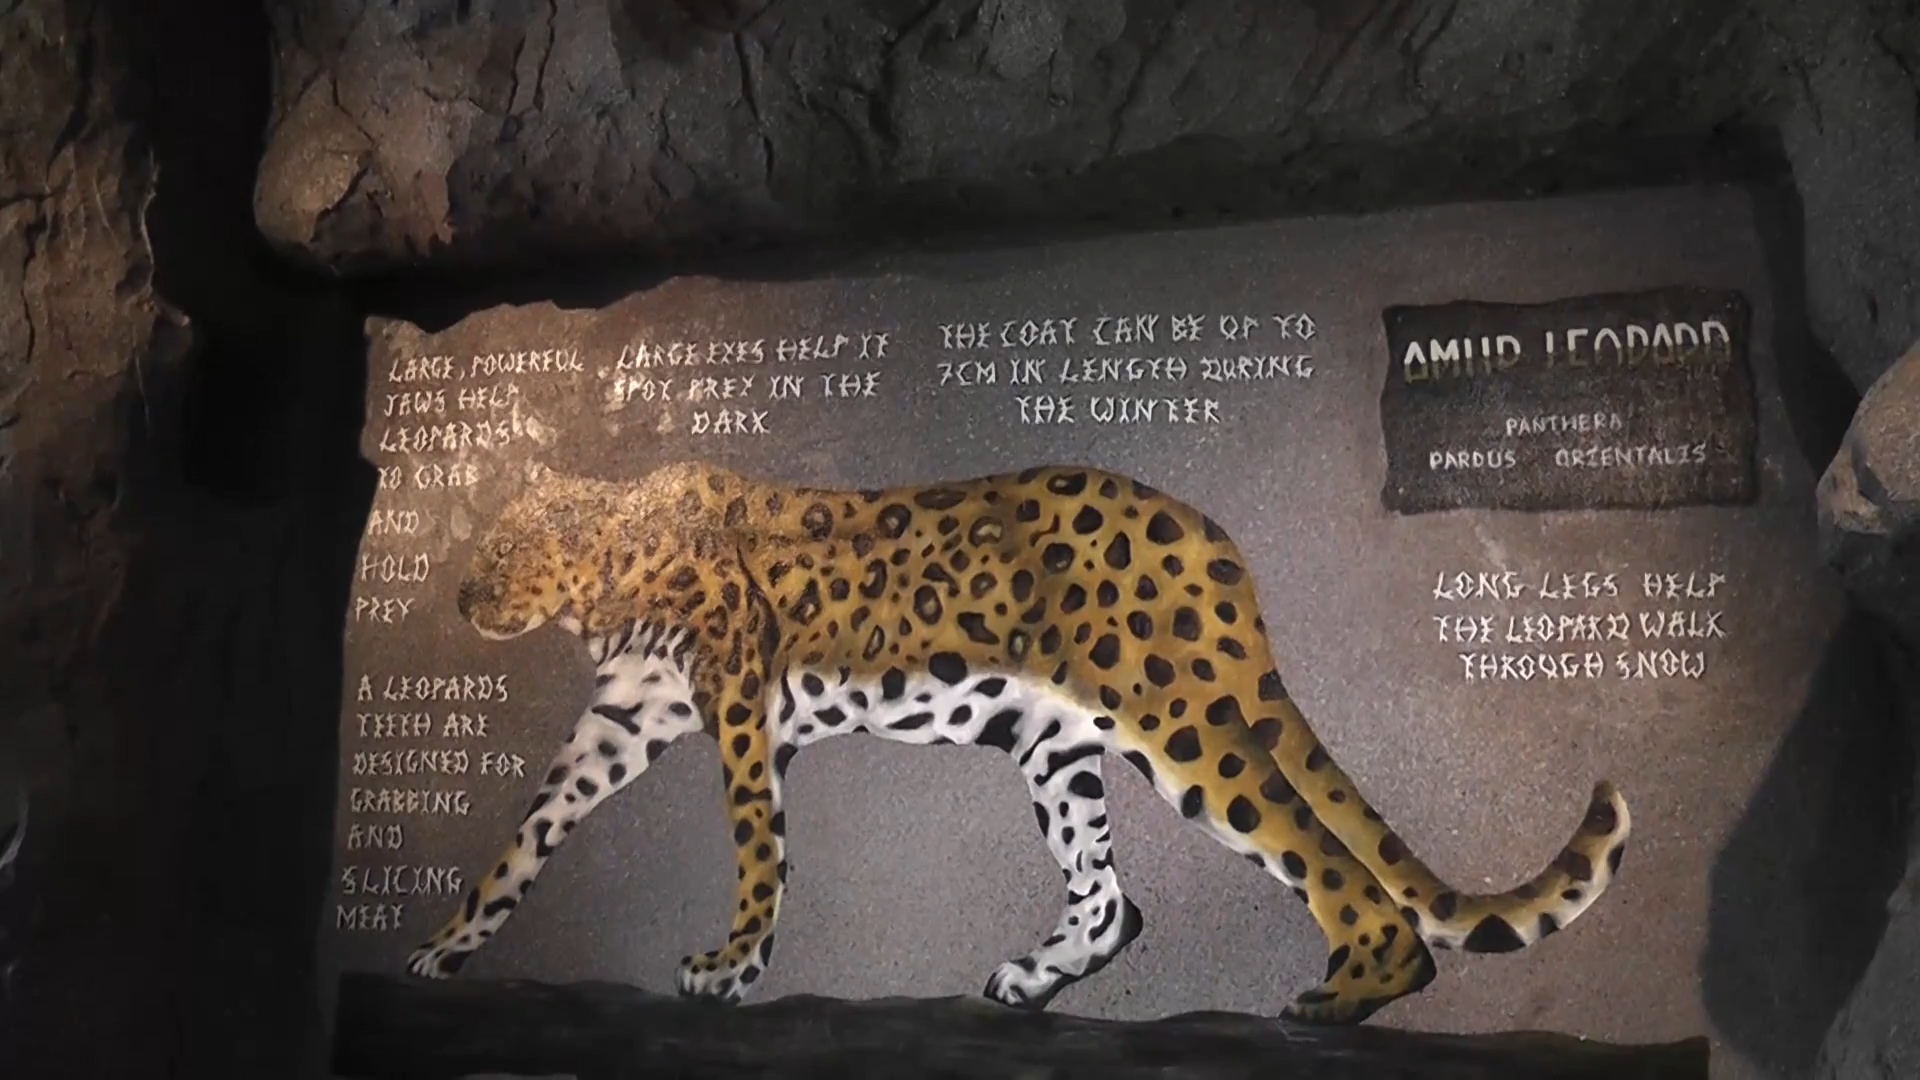 LARGE, POWERFUL
JAWS HELP
LEOPARDS
TO GRAB
AND
HOLD
PREY
LARGE EYES HELP IT
SPOT PREY IN THE
DARK
THE COAT CAN BE UP TO
7CM IN LENGTH DURING
THE WINTER
AMUR LEOPARD
PANTHERA
PARDUS ORIENTALIS
LONG LEGS HELP
THE LEOPARD WALK
THROUGH SNOW
A LEOPARDS
TEETH ARE
DESIGNED FOR
GRABBING
AND
SLICING
MEAT